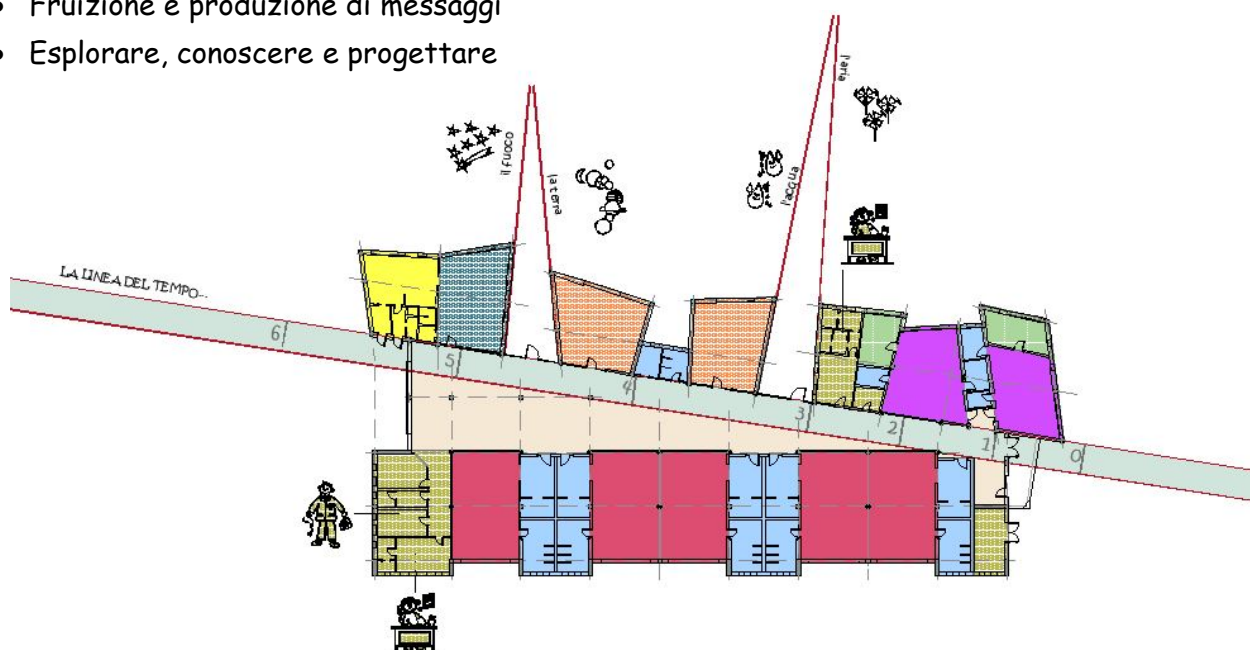 • Fruizione e produzione di messaggi
• Esplorare, conoscere e progettare
l'aria
il fuoco
la terra
l'acqua
LA LINEA DEL TEMPO...
6
5
4
3
2
1
0